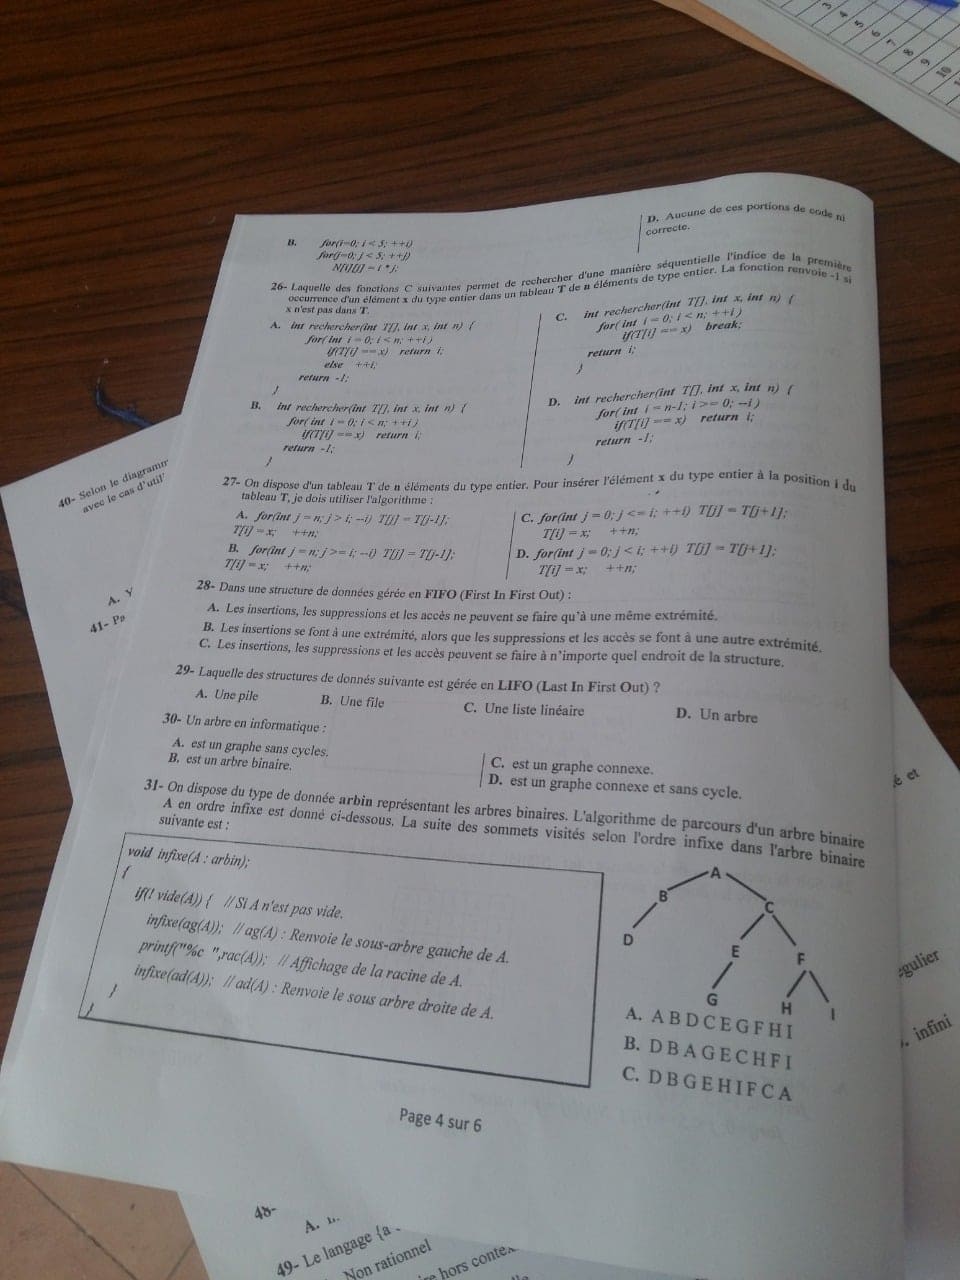 3
4
5
6
7
8
9
10
D. Aucune de ces portions de code ni
correcte.
B. for(i=0; i < 5; ++i)
for(j=0; j < 5; ++j)
N[i][j] = i * j;
26- Laquelle des fonctions C suivantes permet de rechercher d'une manière séquentielle l'indice de la première
occurrence d'un élément x du type entier dans un tableau T de n éléments de type entier. La fonction renvoie -1 si
x n'est pas dans T.
A. int rechercher(int T[], int x, int n) {
for( int i = 0; i < n; ++i)
if(T[i] == x) return i;
else ++i;
return -1;
}
B. int rechercher(int T[], int x, int n) {
for( int i = 0; i < n; ++i)
if(T[i] == x) return i;
return -1;
}
C. int rechercher(int T[], int x, int n) {
for( int i = 0; i < n; ++i)
if(T[i] == x) break;
return i;
}
D. int rechercher(int T[], int x, int n) {
for( int i = n-1; i >= 0; --i)
if(T[i] == x) return i;
return -1;
}
27- On dispose d'un tableau T de n éléments du type entier. Pour insérer l'élément x du type entier à la position i du
tableau T, je dois utiliser l'algorithme :
A. for(int j = n; j > i; --i) T[j] = T[j-1];
T[i] = x; ++n;
B. for(int j = n; j >= i; --i) T[j] = T[j-1];
T[i] = x; ++n;
C. for(int j = 0; j <= i; ++i) T[j] = T[j+1];
T[i] = x; ++n;
D. for(int j = 0; j < i; ++i) T[j] = T[j+1];
T[i] = x; ++n;
28- Dans une structure de données gérée en FIFO (First In First Out) :
A. Les insertions, les suppressions et les accès ne peuvent se faire qu'à une même extrémité.
B. Les insertions se font à une extrémité, alors que les suppressions et les accès se font à une autre extrémité.
C. Les insertions, les suppressions et les accès peuvent se faire à n'importe quel endroit de la structure.
29- Laquelle des structures de donnés suivante est gérée en LIFO (Last In First Out) ?
A. Une pile B. Une file C. Une liste linéaire D. Un arbre
30- Un arbre en informatique :
A. est un graphe sans cycles.
B. est un arbre binaire.
C. est un graphe connexe.
D. est un graphe connexe et sans cycle.
31- On dispose du type de donnée arbin représentant les arbres binaires. L'algorithme de parcours d'un arbre binaire
A en ordre infixe est donné ci-dessous. La suite des sommets visités selon l'ordre infixe dans l'arbre binaire
suivante est :
void infixe(A : arbin);
{
if(! vide(A)) { // Si A n'est pas vide.
infixe(ag(A)); // ag(A) : Renvoie le sous-arbre gauche de A.
printf("%c ",rac(A)); // Affichage de la racine de A.
infixe(ad(A)); // ad(A) : Renvoie le sous arbre droite de A.
}
}
A
B C
D E F
G H I
A. A B D C E G F H I
B. D B A G E C H F I
C. D B G E H I F C A
Page 4 sur 6
40- Selon le diagramm
avec le cas d'util
A. Y
41- Pa
é et
egulier
infini
48-
A.
49- Le langage {a
Non rationnel
hors contex